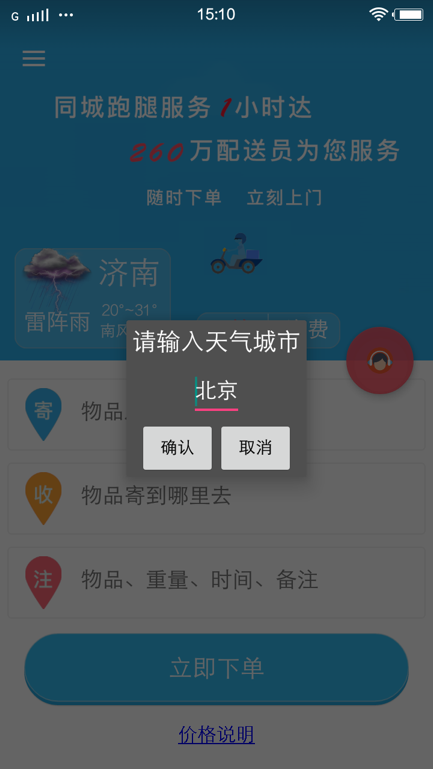 G
15:10
同城跑腿服务1小时达
260万配送员为您服务
随时下单 立刻上门
济南
雷阵雨
20°~31°
南风
费
请输入天气城市
北京
确认 取消
寄 物品
收 物品寄到哪里去
注 物品、重量、时间、备注
立即下单
价格说明